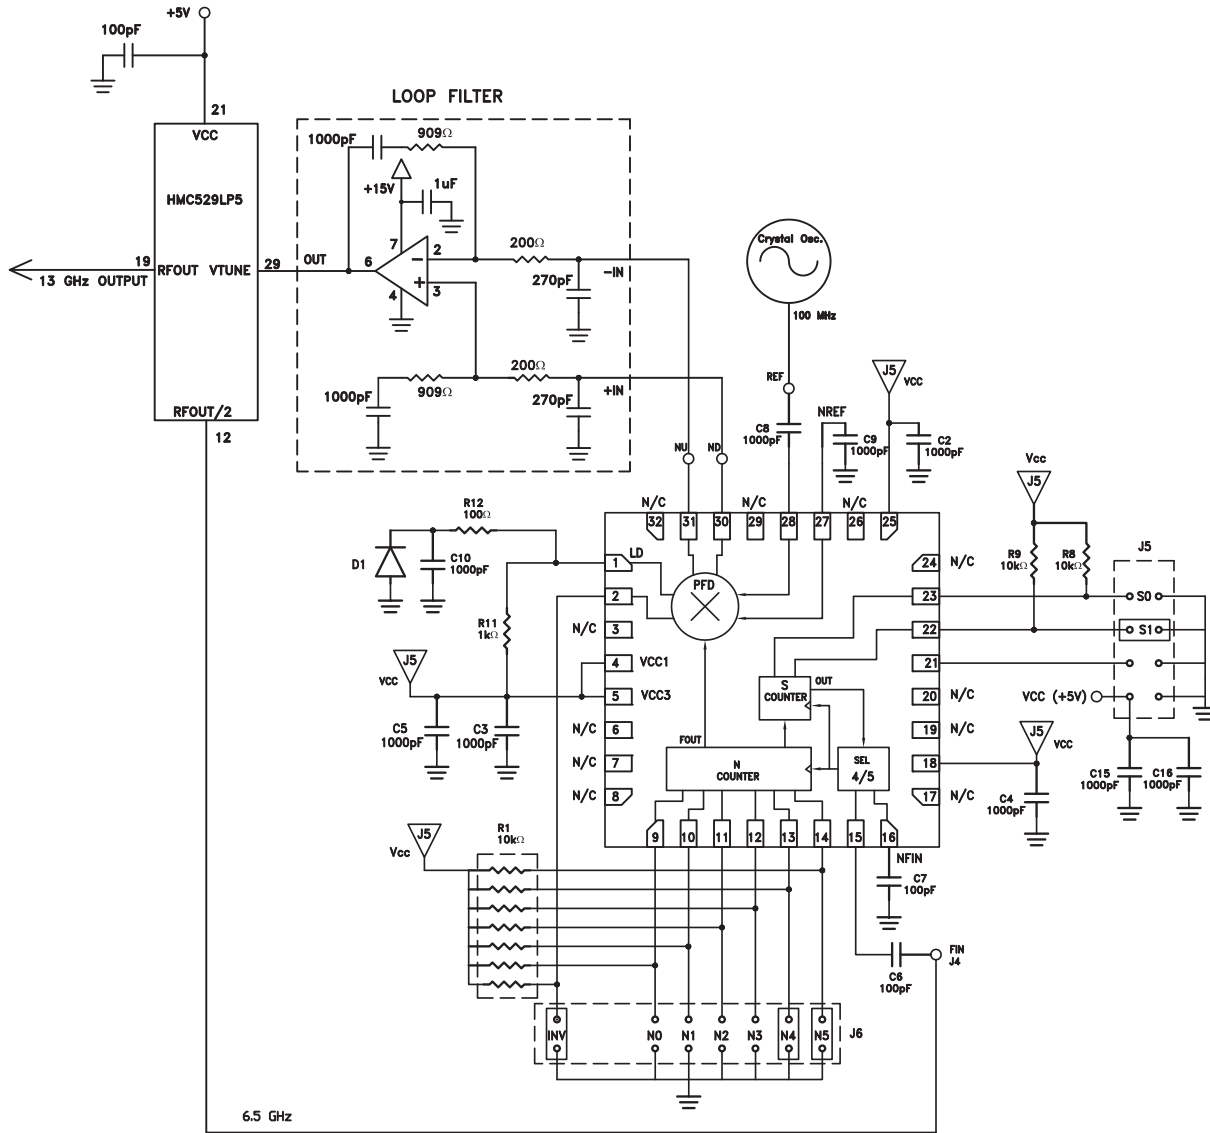 +5V
100pF
21
VCC
HMC529LP5
19
RFOUT VTUNE
29
13 GHz OUTPUT
RFOUT/2
12
LOOP FILTER
1000pF
909Ω
+15V
1uF
7
OUT
6
2
−
+
3
4
200Ω
270pF
-IN
200Ω
+IN
1000pF
909Ω
270pF
Crystal Osc.
100 MHz
REF
J5
VCC
NREF
C8
1000pF
C9
1000pF
C2
1000pF
NU
ND
N/C
N/C
N/C
32
31
30
29
28
27
26
25
R12
100Ω
D1
C10
1000pF
1
LD
PFD
2
R11
1kΩ
N/C
3
J5
VCC
4
VCC1
5
VCC3
C5
1000pF
C3
1000pF
N/C
6
N/C
7
N/C
8
24
N/C
23
22
21
20
N/C
19
N/C
18
17
N/C
S
COUNTER
OUT
FOUT
N
COUNTER
SEL
4/5
Vcc
J5
R9
10kΩ
R8
10kΩ
J5
S0
S1
VCC (+5V)
J5
VCC
C4
1000pF
C15
1000pF
C16
1000pF
9
10
11
12
13
14
15
16
NFIN
C7
100pF
J5
Vcc
R1
10kΩ
FIN
J4
C6
100pF
INV
N0
N1
N2
N3
N4
N5
J6
6.5 GHz